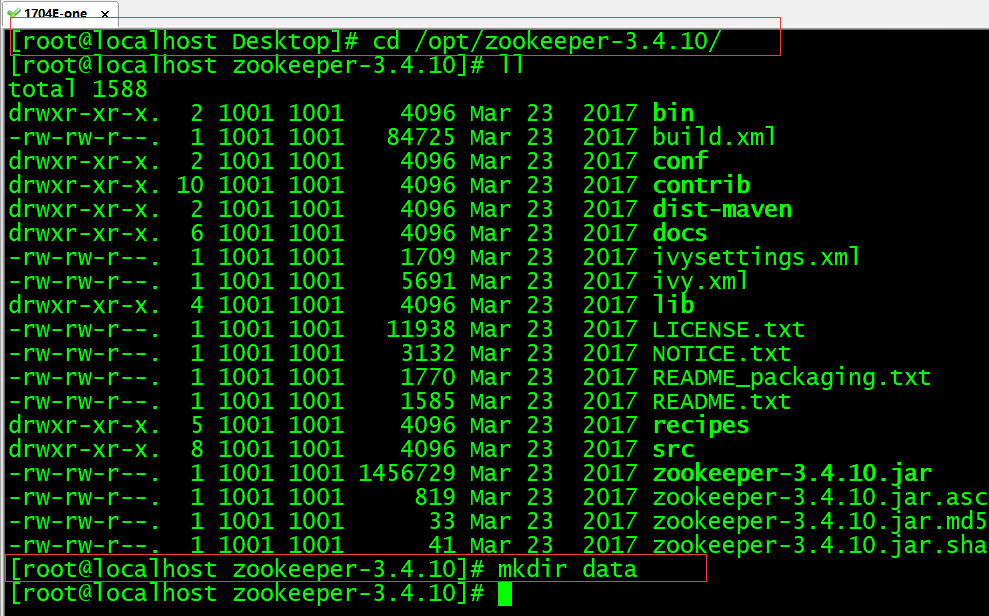 1704E-one ×
[root@localhost Desktop]# cd /opt/zookeeper-3.4.10/
[root@localhost zookeeper-3.4.10]# ll
total 1588
drwxr-xr-x.  2 1001 1001    4096 Mar 23  2017 bin
-rw-rw-r--.  1 1001 1001   84725 Mar 23  2017 build.xml
drwxr-xr-x.  2 1001 1001    4096 Mar 23  2017 conf
drwxr-xr-x. 10 1001 1001    4096 Mar 23  2017 contrib
drwxr-xr-x.  2 1001 1001    4096 Mar 23  2017 dist-maven
drwxr-xr-x.  6 1001 1001    4096 Mar 23  2017 docs
-rw-rw-r--.  1 1001 1001    1709 Mar 23  2017 ivysettings.xml
-rw-rw-r--.  1 1001 1001    5691 Mar 23  2017 ivy.xml
drwxr-xr-x.  4 1001 1001    4096 Mar 23  2017 lib
-rw-rw-r--.  1 1001 1001   11938 Mar 23  2017 LICENSE.txt
-rw-rw-r--.  1 1001 1001    3132 Mar 23  2017 NOTICE.txt
-rw-rw-r--.  1 1001 1001    1770 Mar 23  2017 README_packaging.txt
-rw-rw-r--.  1 1001 1001    1585 Mar 23  2017 README.txt
drwxr-xr-x.  5 1001 1001    4096 Mar 23  2017 recipes
drwxr-xr-x.  8 1001 1001    4096 Mar 23  2017 src
-rw-rw-r--.  1 1001 1001 1456729 Mar 23  2017 zookeeper-3.4.10.jar
-rw-rw-r--.  1 1001 1001     819 Mar 23  2017 zookeeper-3.4.10.jar.asc
-rw-rw-r--.  1 1001 1001      33 Mar 23  2017 zookeeper-3.4.10.jar.md5
-rw-rw-r--.  1 1001 1001      41 Mar 23  2017 zookeeper-3.4.10.jar.sha
[root@localhost zookeeper-3.4.10]# mkdir data
[root@localhost zookeeper-3.4.10]#